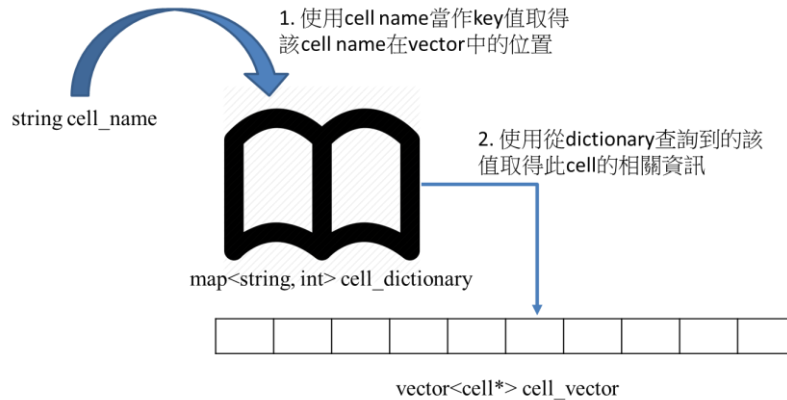 1. 使用cell name當作key值取得
該cell name在vector中的位置
string cell_name
2. 使用從dictionary查詢到的該
值取得此cell的相關資訊
map<string, int> cell_dictionary
vector<cell*> cell_vector